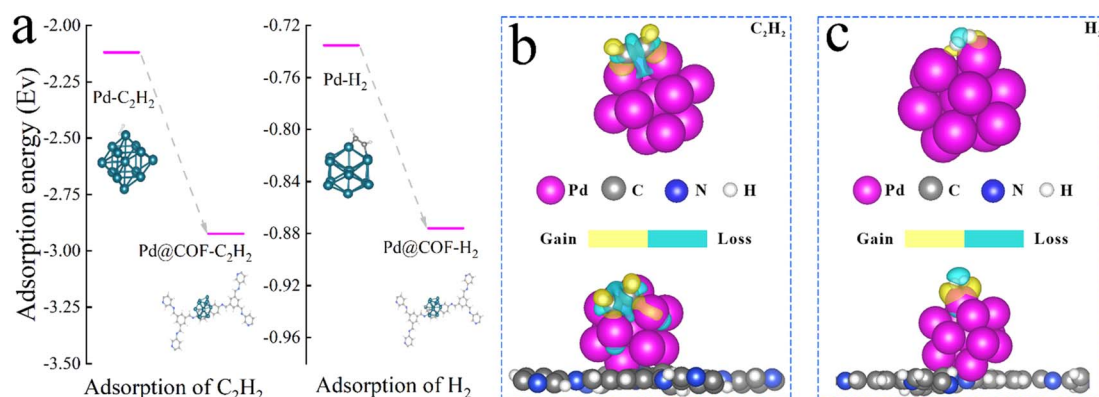 a
Adsorption energy (Ev)
-2.00
-2.25
-2.50
-2.75
-3.00
-3.25
-3.50
Pd-C₂H₂
Pd@COF-C₂H₂
Adsorption of C₂H₂
-0.72
-0.76
-0.80
-0.84
-0.88
-0.92
-0.96
Pd-H₂
Pd@COF-H₂
Adsorption of H₂
b
C₂H₂
Pd C N H
Gain Loss
c
Pd C N H
Gain Loss